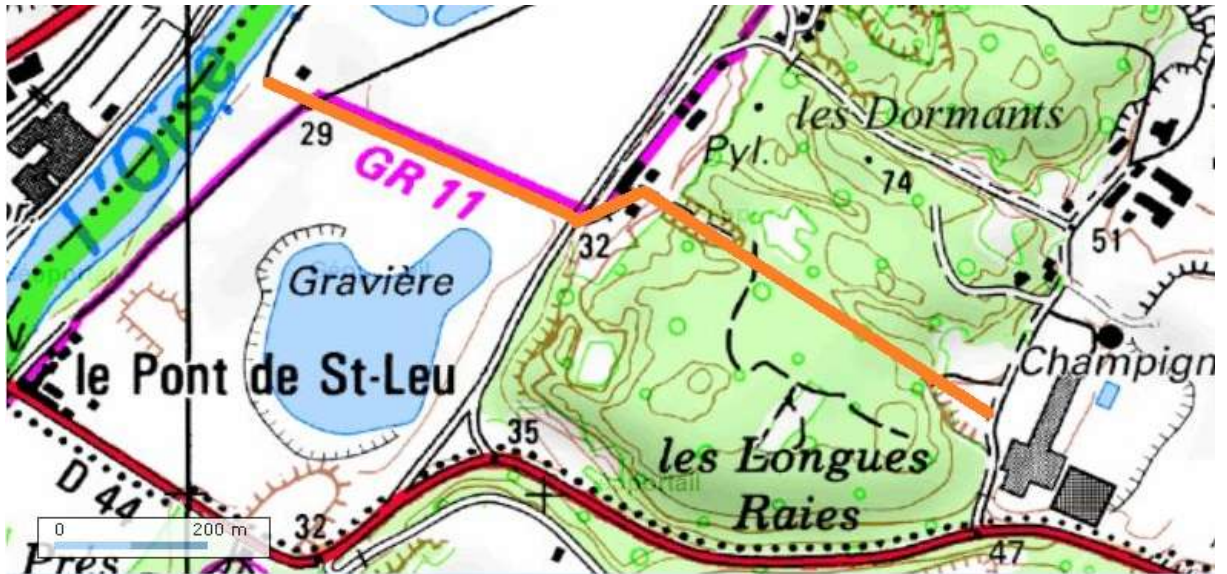 l'Oise
29
GR 11
les Dormants
Pyl.
74
51
32
Gravière
le Pont de St-Leu
Champign
35
les Longues
Raies
D 44
32
47
0 200 m
Prés